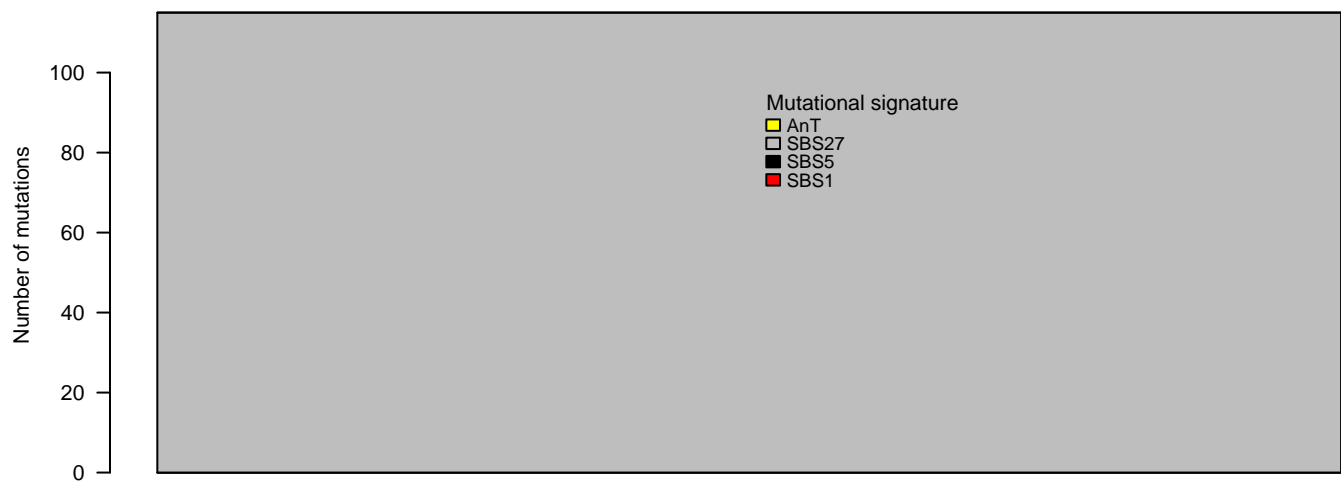 100
80
60
40
20
0
Number of mutations
Mutational signature
AnT
SBS27
SBS5
SBS1